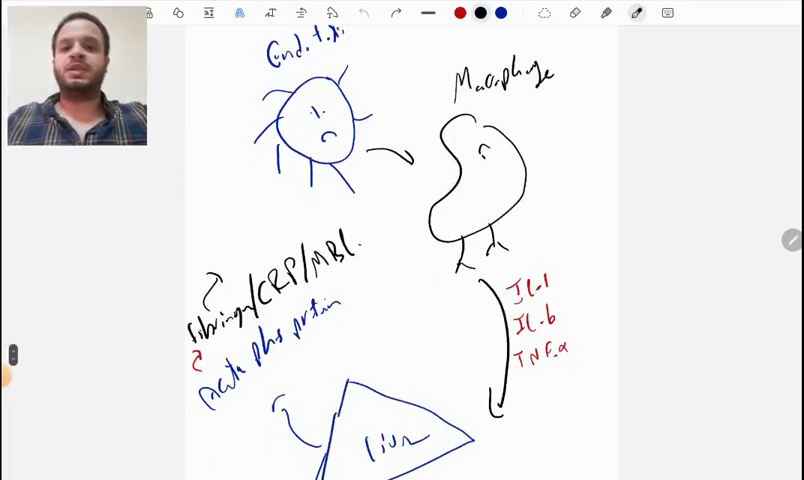 Macrophage
fibrinogen/CRP/MBL
IL-1
IL-6
TNF-α
acute phase protein
liver